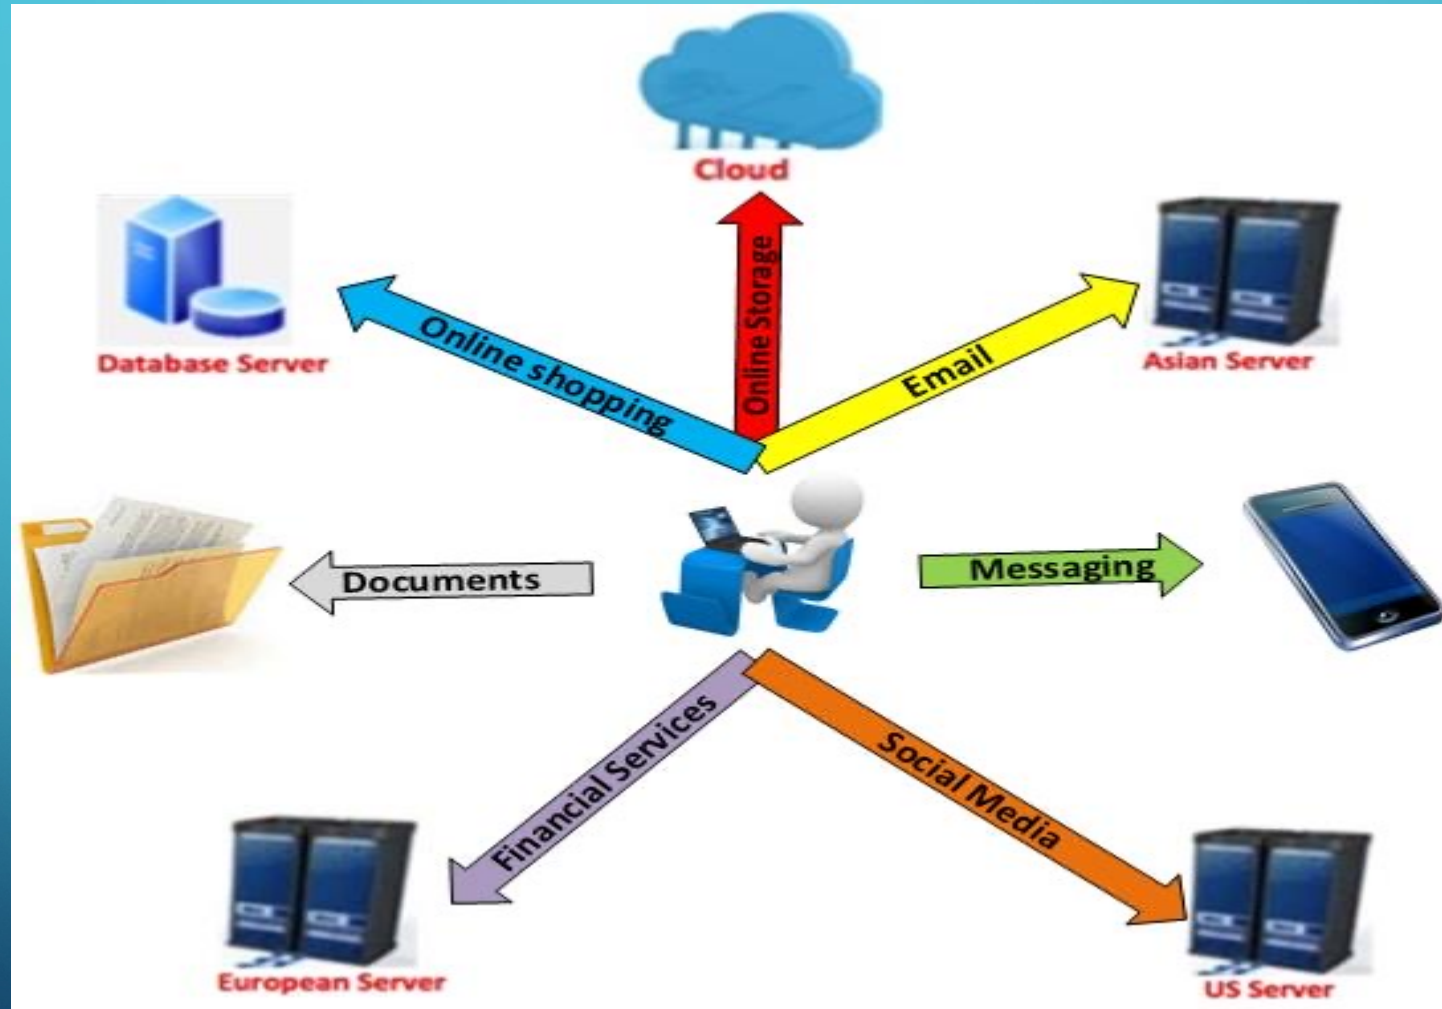 Cloud
Online Storage
Database Server
Online shopping
Email
Asian Server
Documents
Messaging
Financial Services
Social Media
European Server
US Server